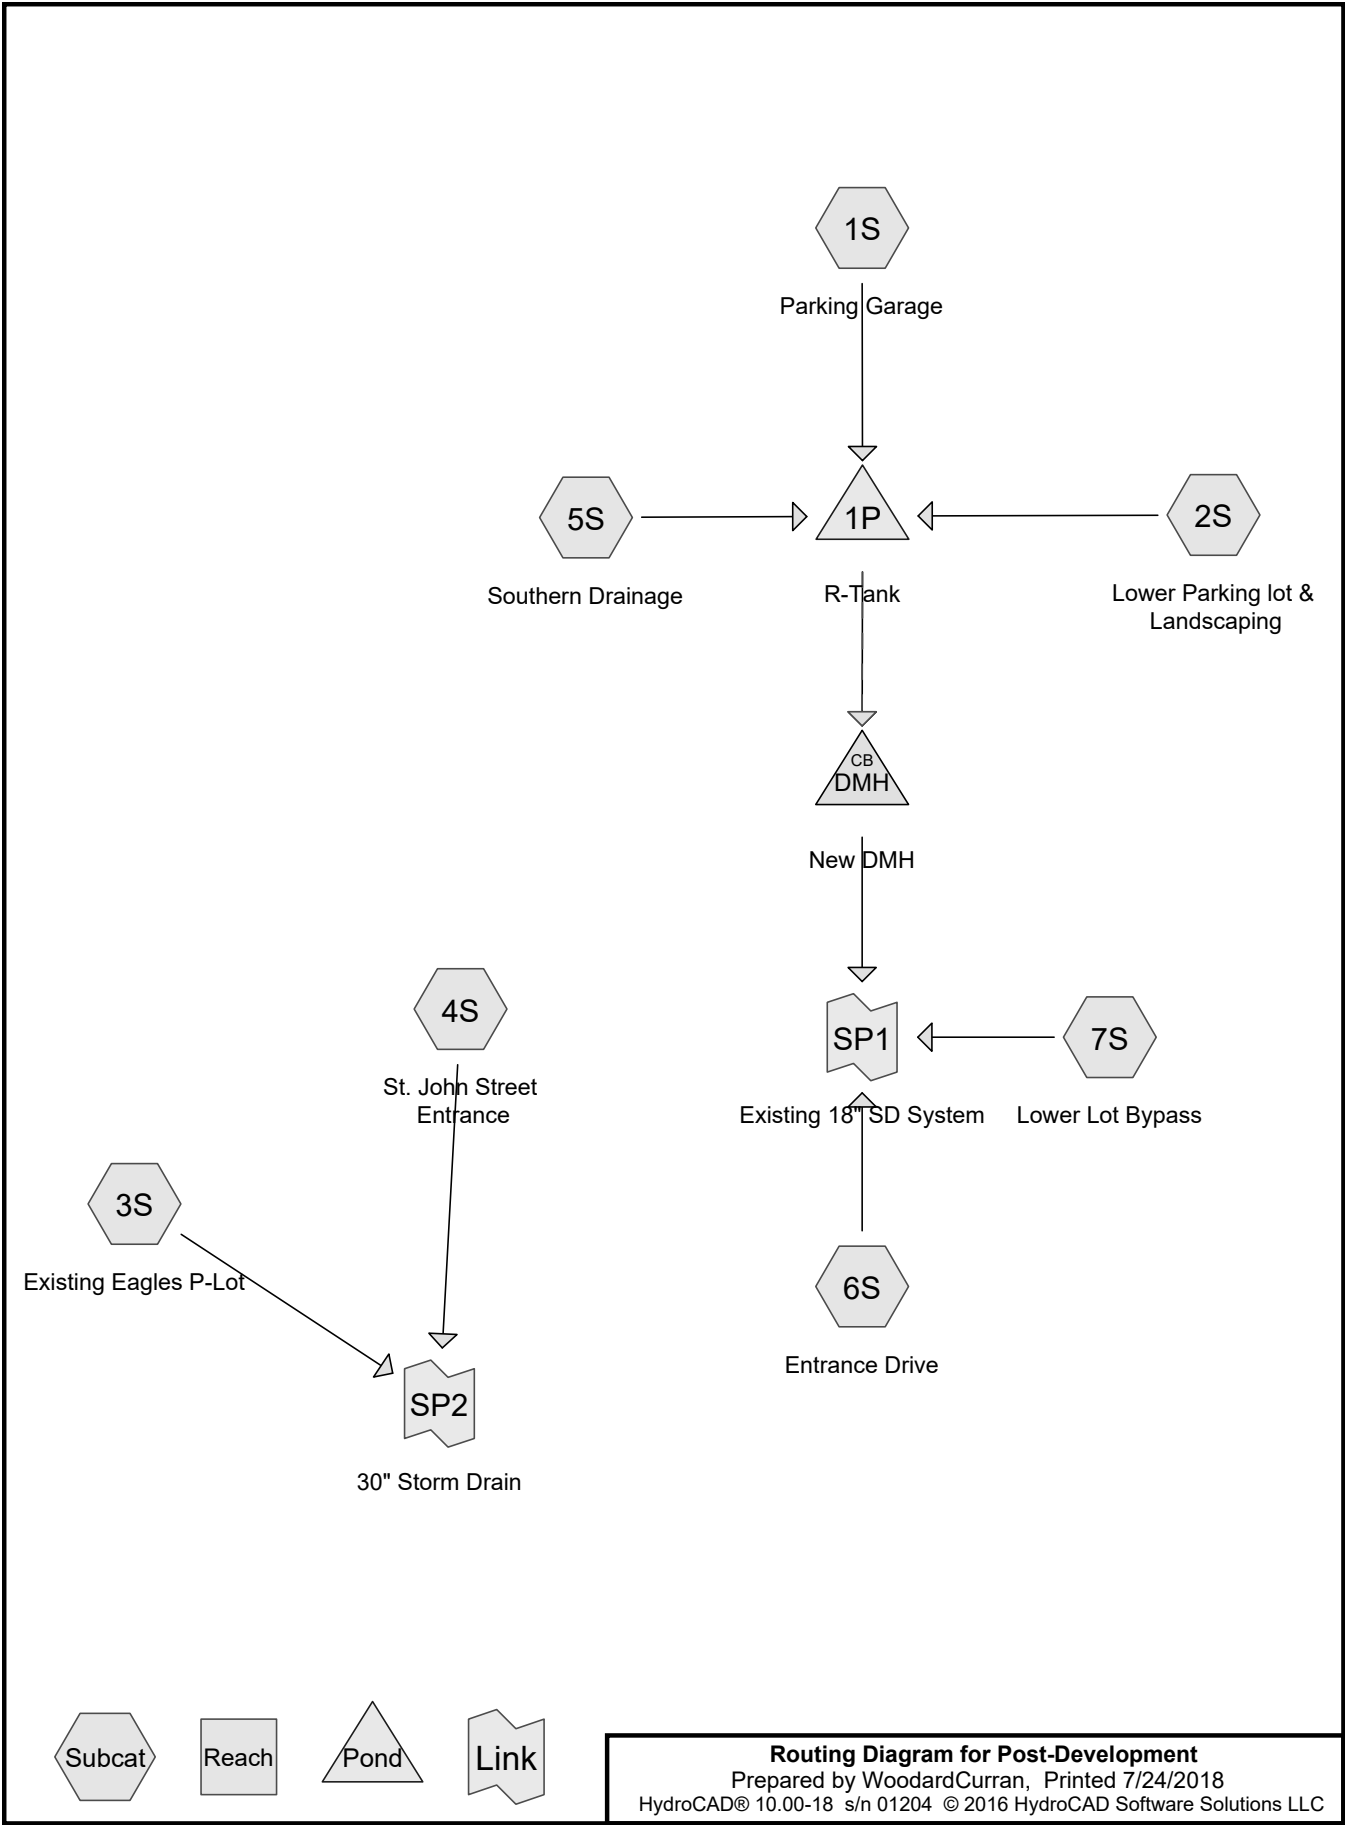 1S
Parking Garage
5S
1P
2S
Southern Drainage
R-Tank
Lower Parking lot &
Landscaping
CB
DMH
New DMH
4S
St. John Street
Entrance
SP1
7S
Existing 18" SD System
Lower Lot Bypass
3S
Existing Eagles P-Lot
6S
Entrance Drive
SP2
30" Storm Drain
Subcat
Reach
Pond
Link
Routing Diagram for Post-Development
Prepared by WoodardCurran, Printed 7/24/2018
HydroCAD® 10.00-18 s/n 01204 © 2016 HydroCAD Software Solutions LLC